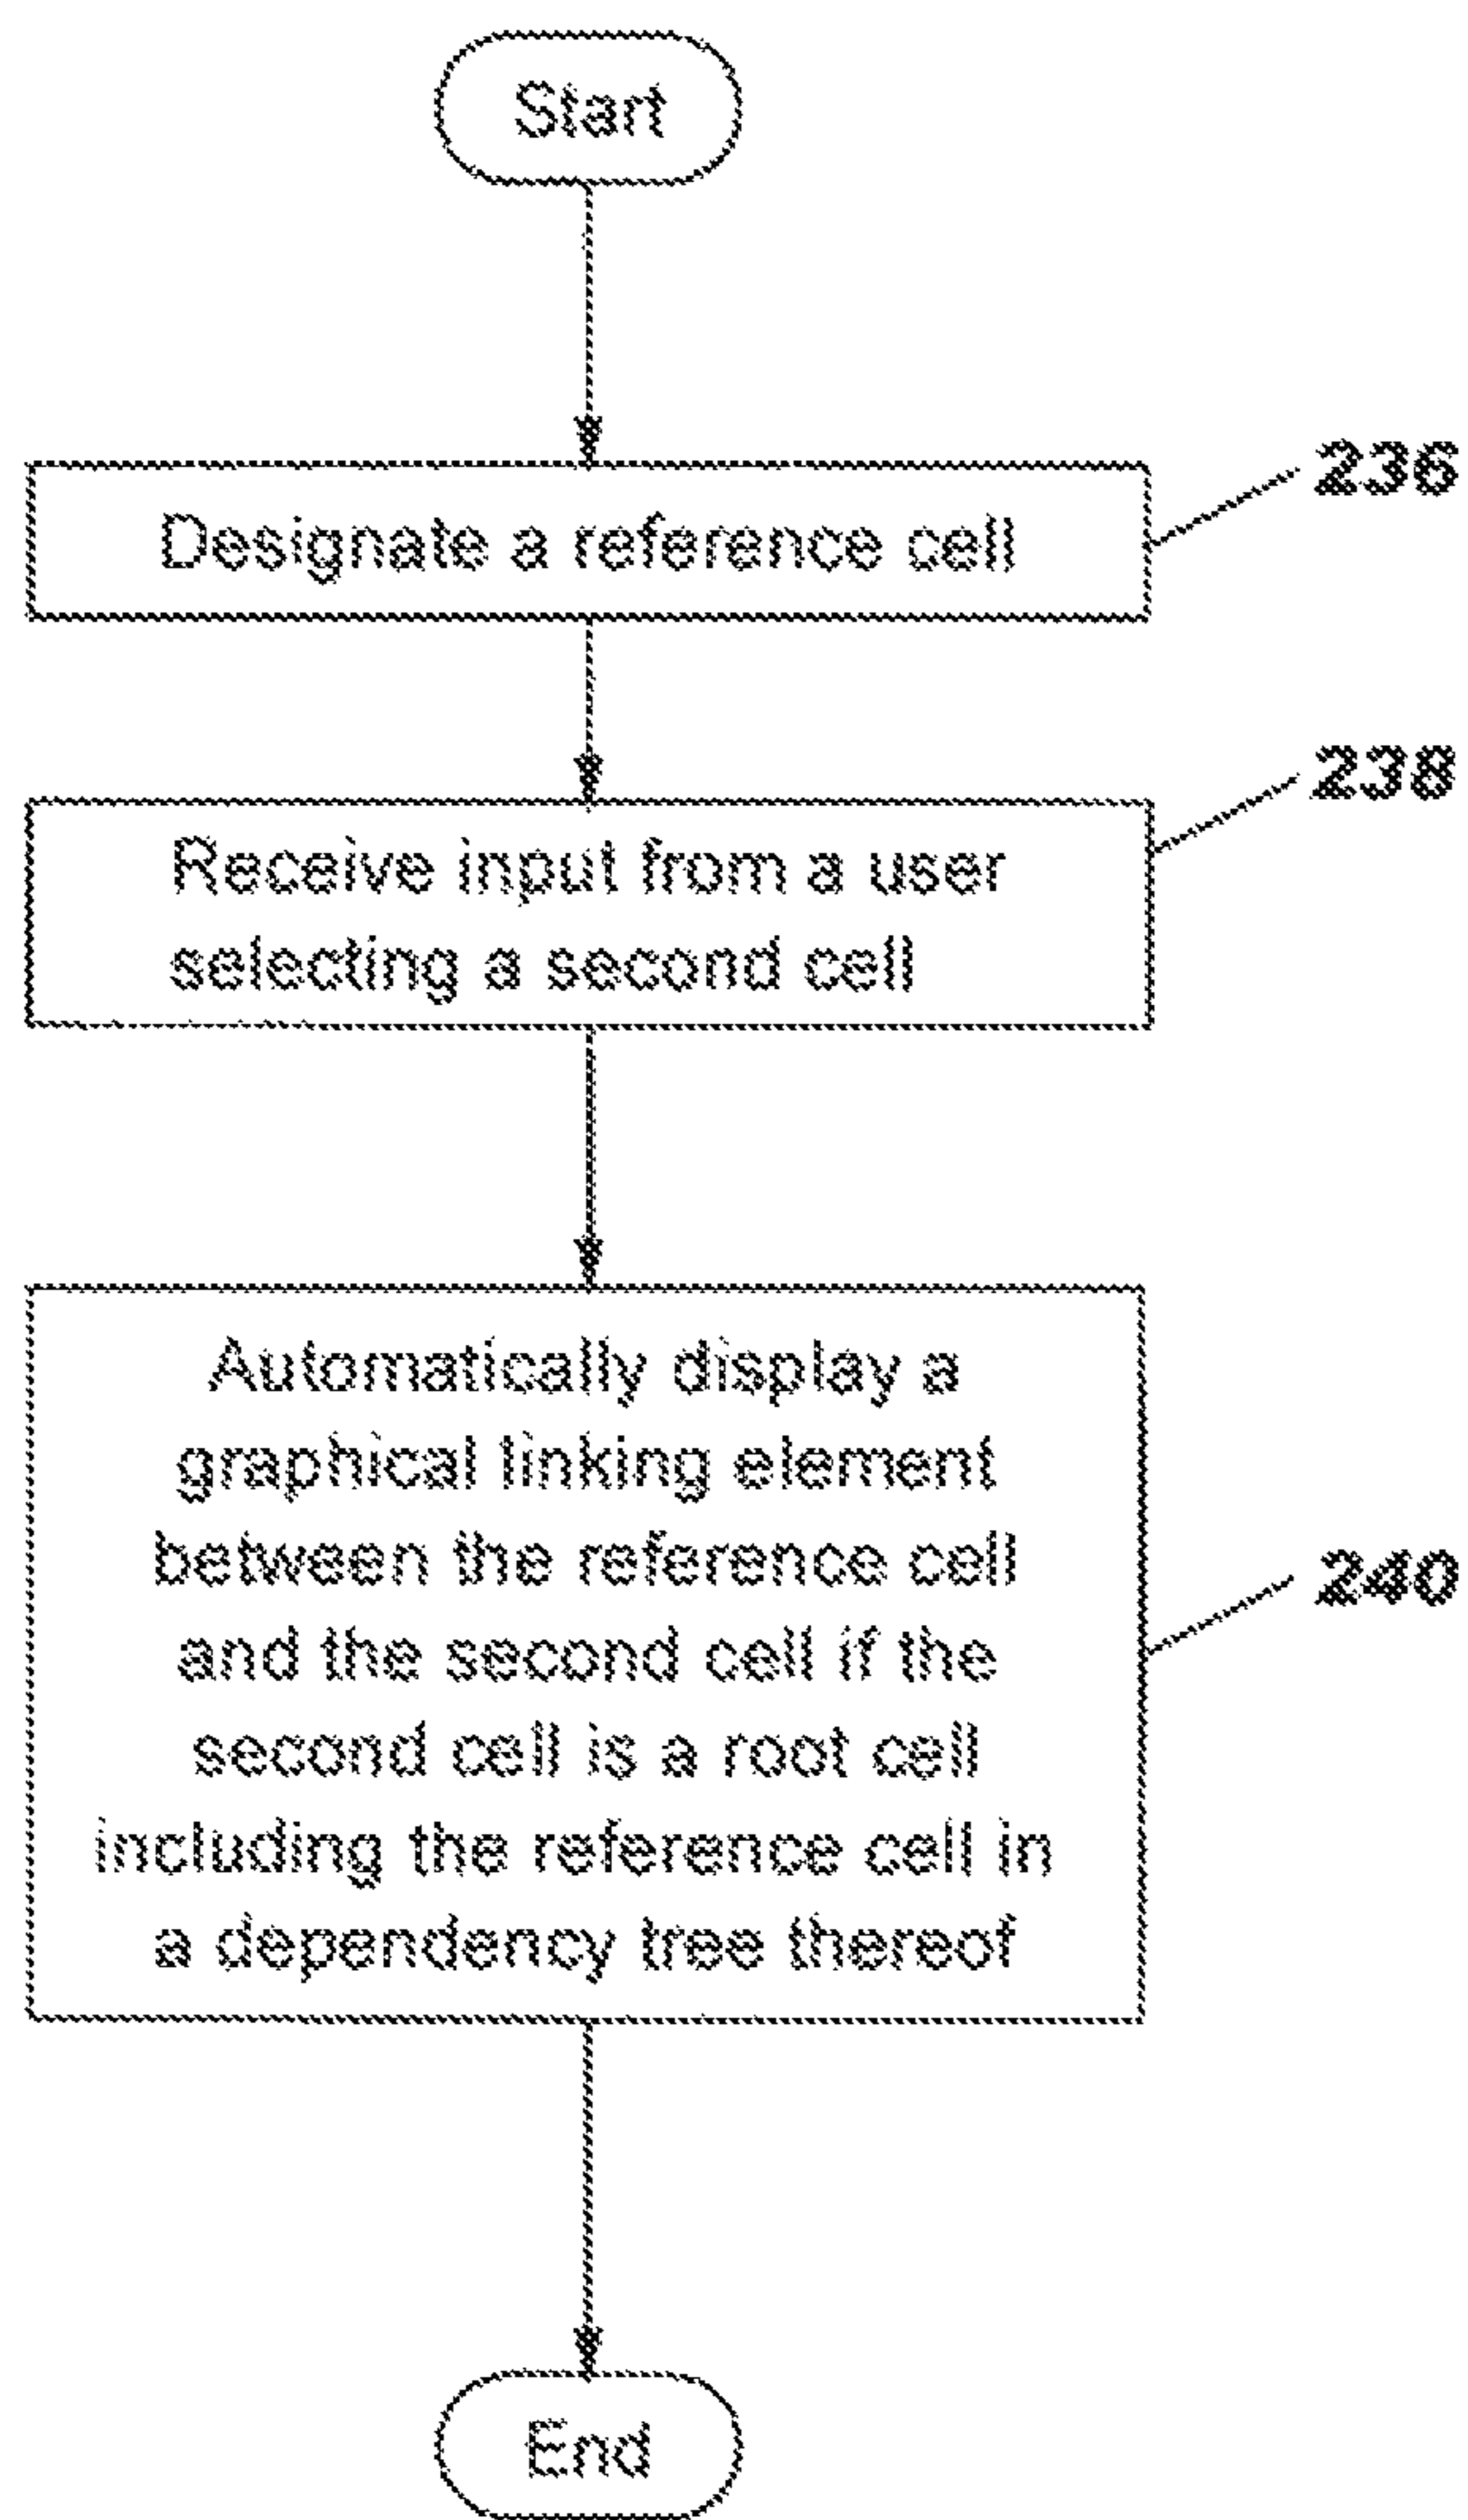 Start
Designate a reference cell
236
Receive input from a user
selecting a second cell
238
Automatically display a
graphical linking element
between the reference cell
and the second cell if the
second cell is a root cell
including the reference cell in
a dependency tree thereof
240
End